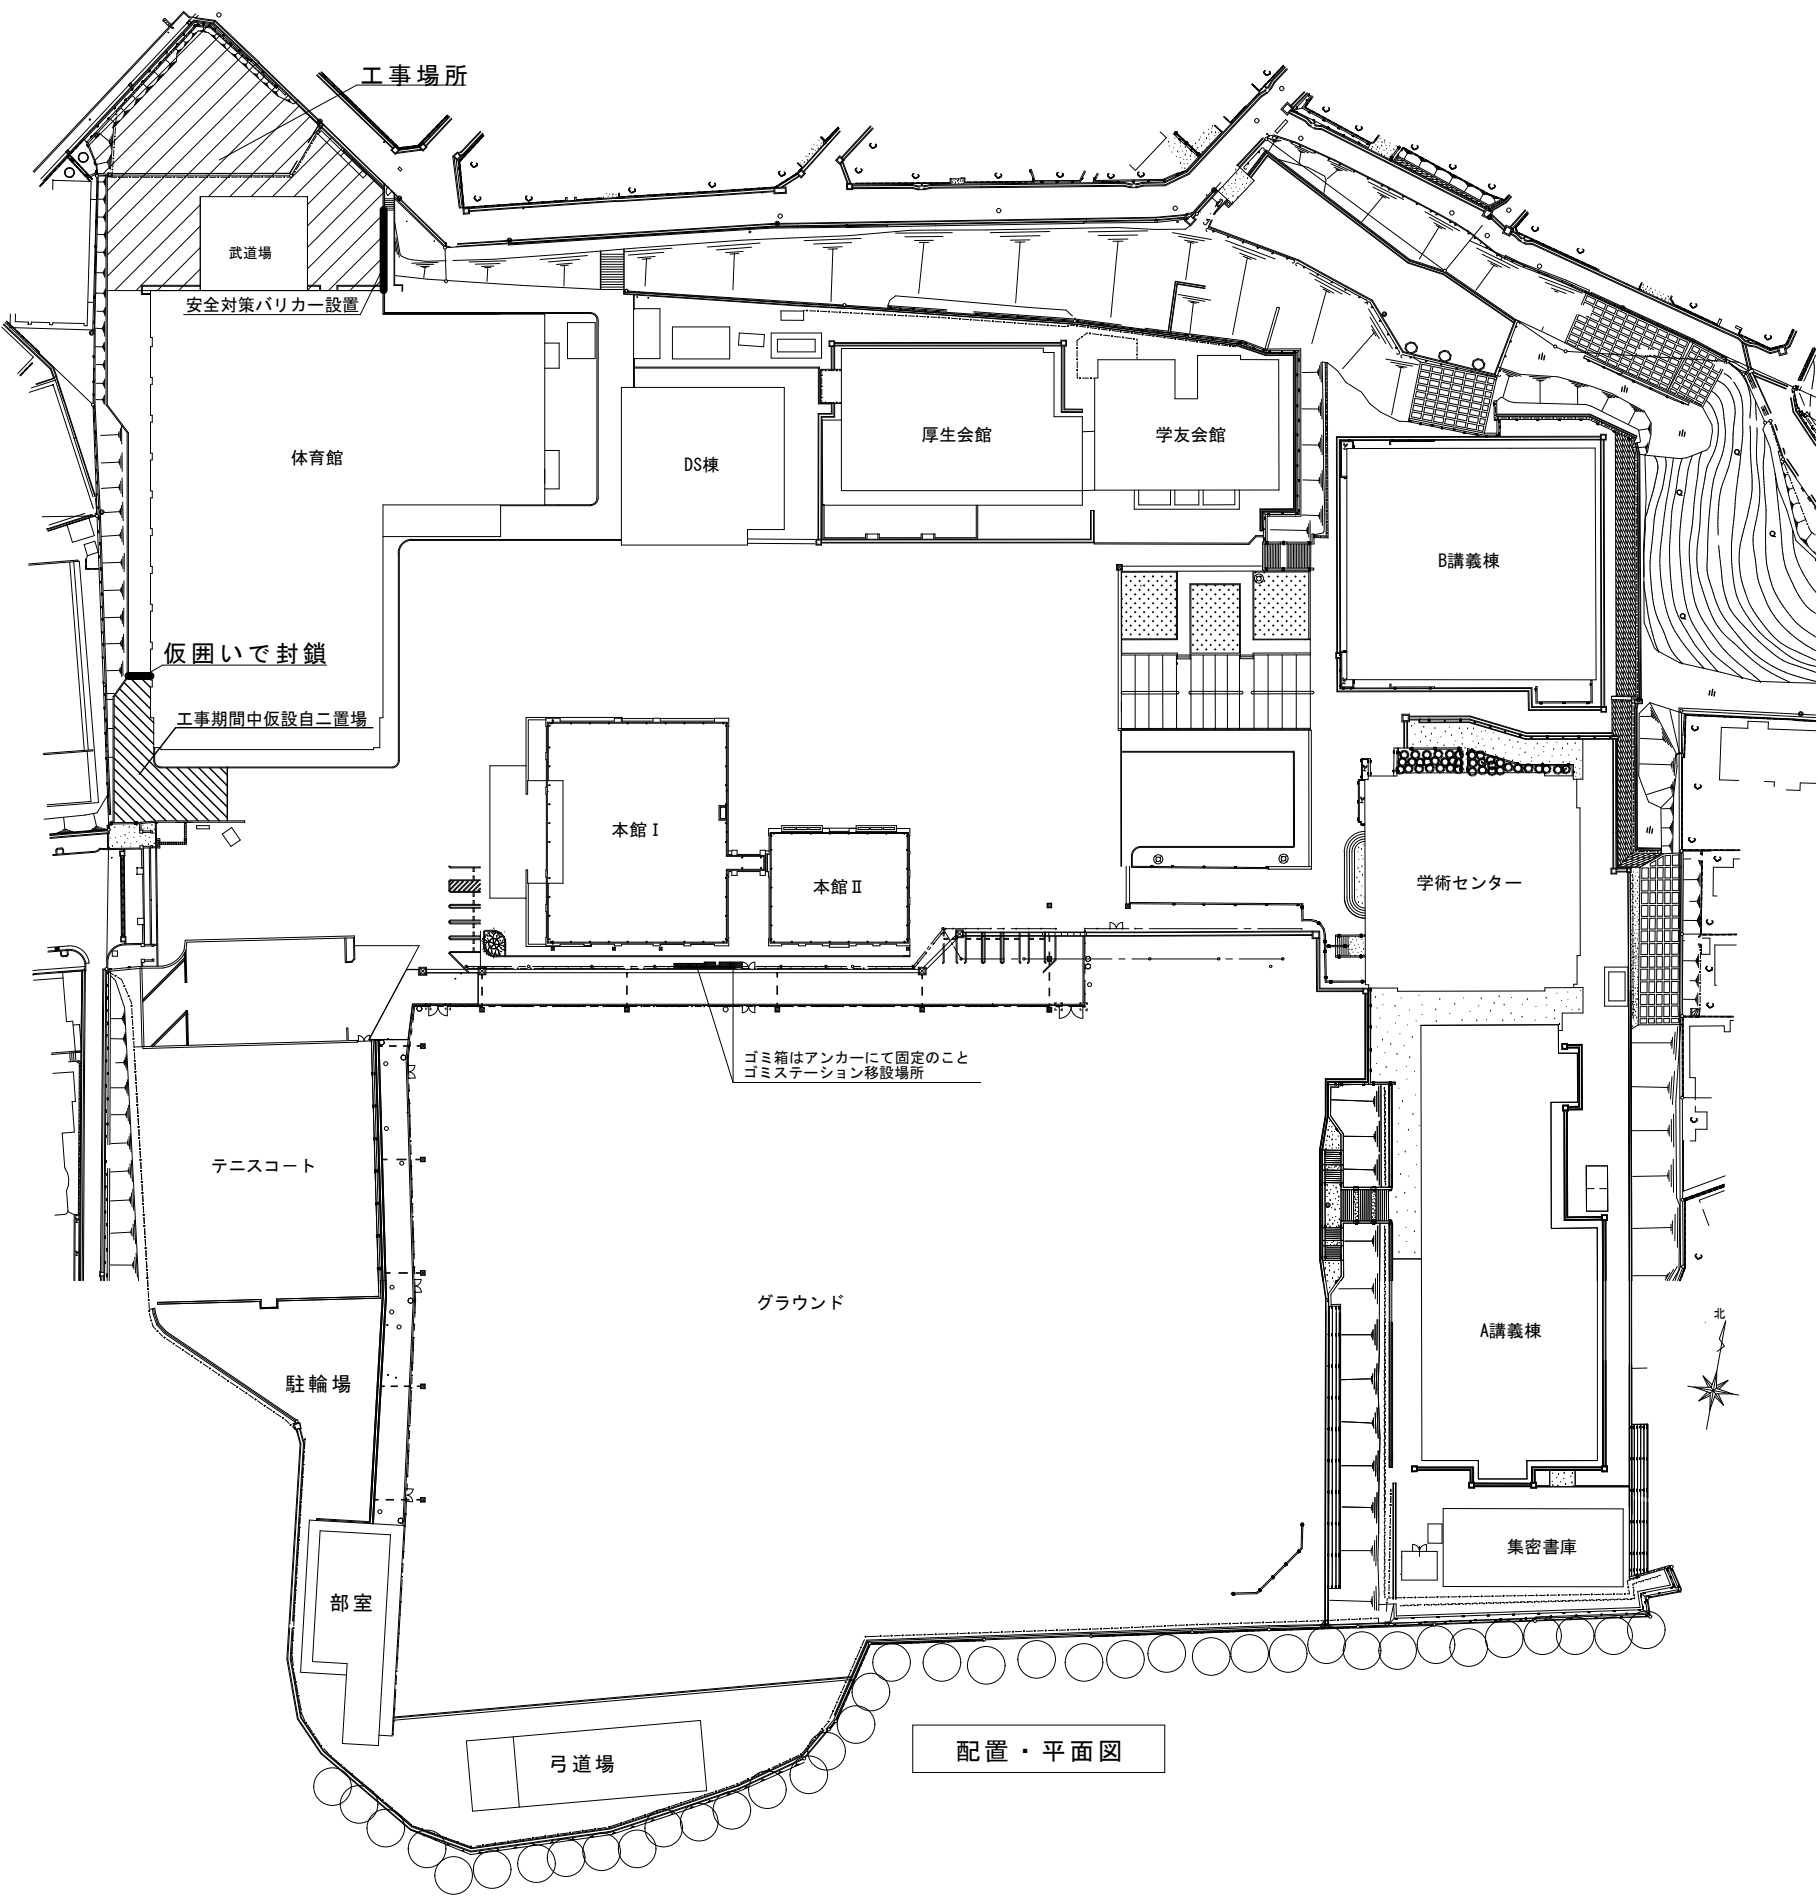 工事場所
武道場
安全対策バリカー設置
厚生会館
学友会館
体育館
DS棟
B講義棟
仮囲いで封鎖
工事期間中仮設自二置場
本館Ⅰ
本館Ⅱ
学術センター
ゴミ箱はアンカーにて固定のこと
ゴミステーション移設場所
テニスコート
グラウンド
北
A講義棟
駐輪場
集密書庫
部室
配置・平面図
弓道場